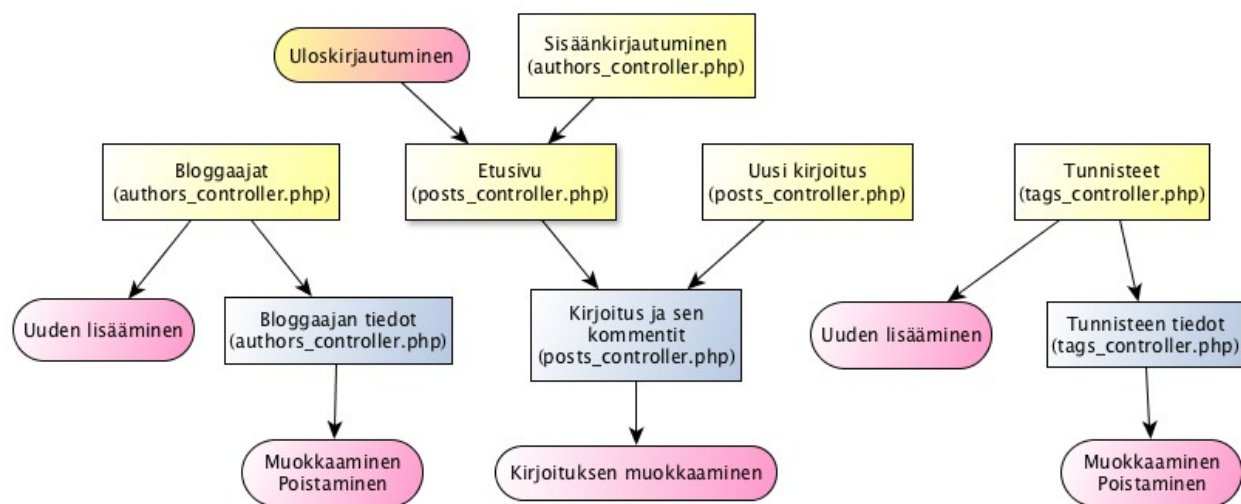 Uloskirjautuminen
Sisäänkirjautuminen
(authors_controller.php)
Bloggaajat
(authors_controller.php)
Etusivu
(posts_controller.php)
Uusi kirjoitus
(posts_controller.php)
Tunnisteet
(tags_controller.php)
Uuden lisääminen
Bloggaajan tiedot
(authors_controller.php)
Kirjoitus ja sen
kommentit
(posts_controller.php)
Uuden lisääminen
Tunnisteen tiedot
(tags_controller.php)
Muokkaaminen
Poistaminen
Kirjoituksen muokkaaminen
Muokkaaminen
Poistaminen